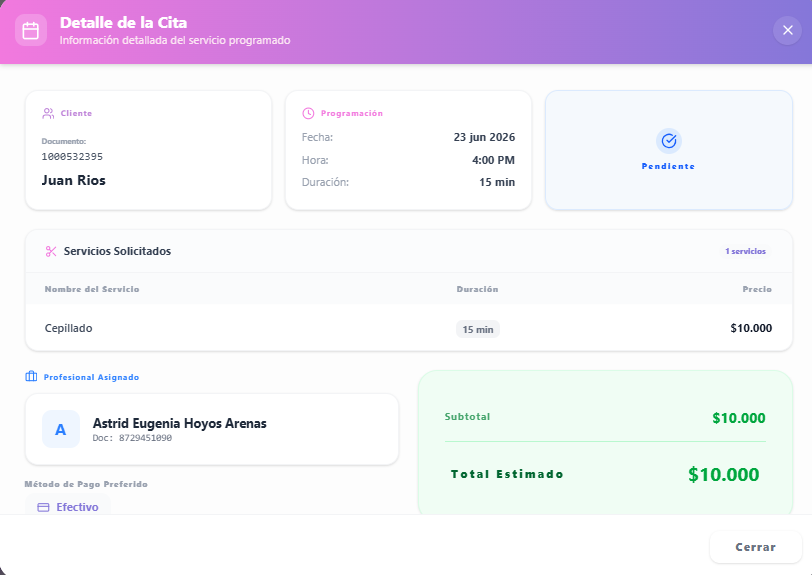 Detalle de la Cita
Información detallada del servicio programado
Cliente
Documento:
1000532395
Juan Rios
Programación
Fecha: 23 jun 2026
Hora: 4:00 PM
Duración: 15 min
Pendiente
Servicios Solicitados 1 servicios
Nombre del Servicio Duración Precio
Cepillado 15 min $10.000
Profesional Asignado
A
Astrid Eugenia Hoyos Arenas
Doc: 8729451090
Método de Pago Preferido
Efectivo
Subtotal $10.000
Total Estimado $10.000
Cerrar